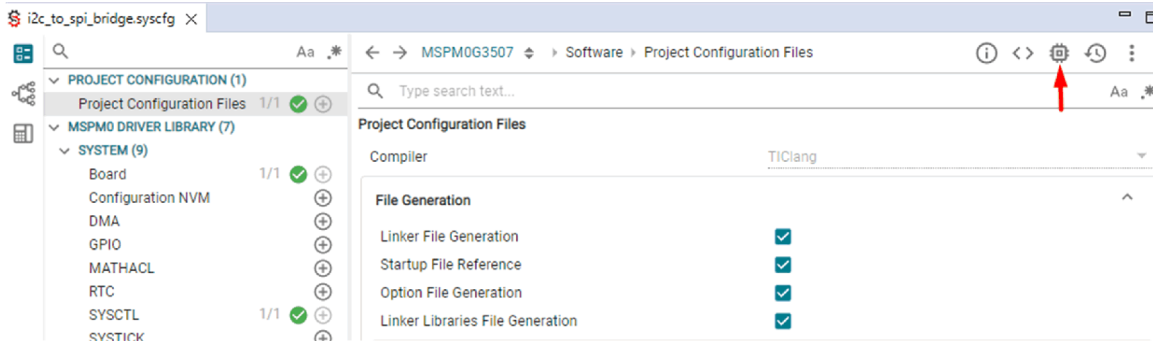 i2c_to_spi_bridge.syscfg
Aa .*
MSPM0G3507 Software Project Configuration Files
PROJECT CONFIGURATION (1)
Project Configuration Files 1/1
Type search text...
Aa .*
MSPM0 DRIVER LIBRARY (7)
Project Configuration Files
SYSTEM (9)
Compiler TIClang
Board 1/1
Configuration NVM
File Generation
DMA
GPIO
Linker File Generation
MATHACL
Startup File Reference
RTC
Option File Generation
SYSCTL 1/1
Linker Libraries File Generation
SYSTICK